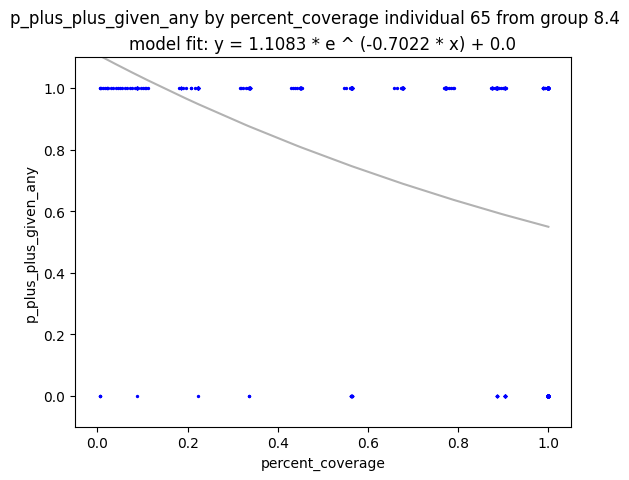 p_plus_plus_given_any by percent_coverage individual 65 from group 8.4
model fit: y = 1.1083 * e ^ (-0.7022 * x) + 0.0
1.0
0.8
0.6
0.4
0.2
0.0
p_plus_plus_given_any
0.0 0.2 0.4 0.6 0.8 1.0
percent_coverage